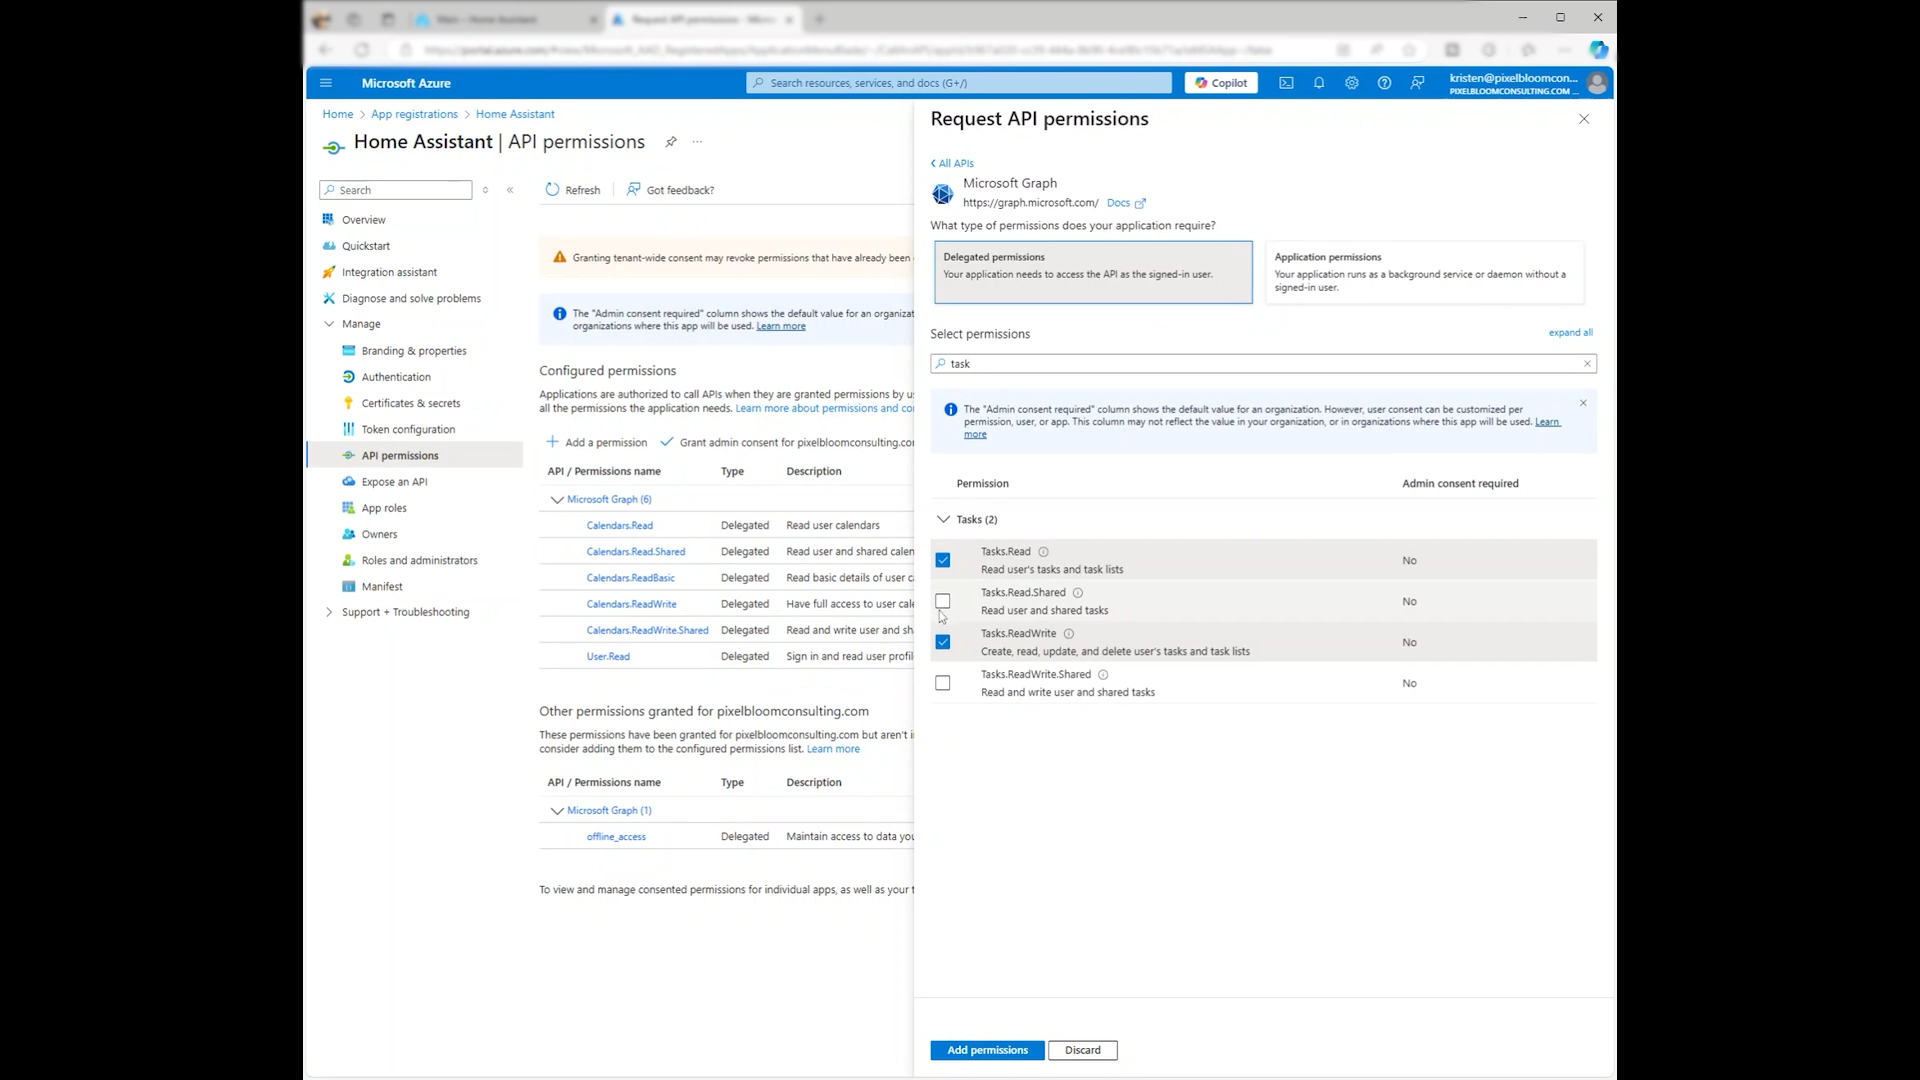 Main - Home Assistant
Request API permissions - Micros
Microsoft Azure
Search resources, services, and docs (G+/)
Copilot
kristen@pixelbloomcon...
PIXELBLOOMCONSULTING.COM ...
Home > App registrations > Home Assistant
Home Assistant | API permissions
Search
Overview
Quickstart
Integration assistant
Diagnose and solve problems
Manage
Branding & properties
Authentication
Certificates & secrets
Token configuration
API permissions
Expose an API
App roles
Owners
Roles and administrators
Manifest
Support + Troubleshooting
Refresh
Got feedback?
Granting tenant-wide consent may revoke permissions that have already been
The "Admin consent required" column shows the default value for an organizat
organizations where this app will be used. Learn more
Configured permissions
Applications are authorized to call APIs when they are granted permissions by us
all the permissions the application needs. Learn more about permissions and co
Add a permission
Grant admin consent for pixelbloomconsulting.con
API / Permissions name Type Description
Microsoft Graph (6)
Calendars.Read Delegated Read user calendars
Calendars.Read.Shared Delegated Read user and shared calen
Calendars.ReadBasic Delegated Read basic details of user c
Calendars.ReadWrite Delegated Have full access to user cale
Calendars.ReadWrite.Shared Delegated Read and write user and sh
User.Read Delegated Sign in and read user profil
Other permissions granted for pixelbloomconsulting.com
These permissions have been granted for pixelbloomconsulting.com but aren't i
consider adding them to the configured permissions list. Learn more
API / Permissions name Type Description
Microsoft Graph (1)
offline_access Delegated Maintain access to data you
To view and manage consented permissions for individual apps, as well as your t
Request API permissions
All APIs
Microsoft Graph
https://graph.microsoft.com/ Docs
What type of permissions does your application require?
Delegated permissions
Your application needs to access the API as the signed-in user.
Application permissions
Your application runs as a background service or daemon without a
signed-in user.
Select permissions
expand all
task
The "Admin consent required" column shows the default value for an organization. However, user consent can be customized per
permission, user, or app. This column may not reflect the value in your organization, or in organizations where this app will be used. Learn
more
Permission Admin consent required
Tasks (2)
Tasks.Read
Read user's tasks and task lists
No
Tasks.Read.Shared
Read user and shared tasks
No
Tasks.ReadWrite
Create, read, update, and delete user's tasks and task lists
No
Tasks.ReadWrite.Shared
Read and write user and shared tasks
No
Add permissions
Discard